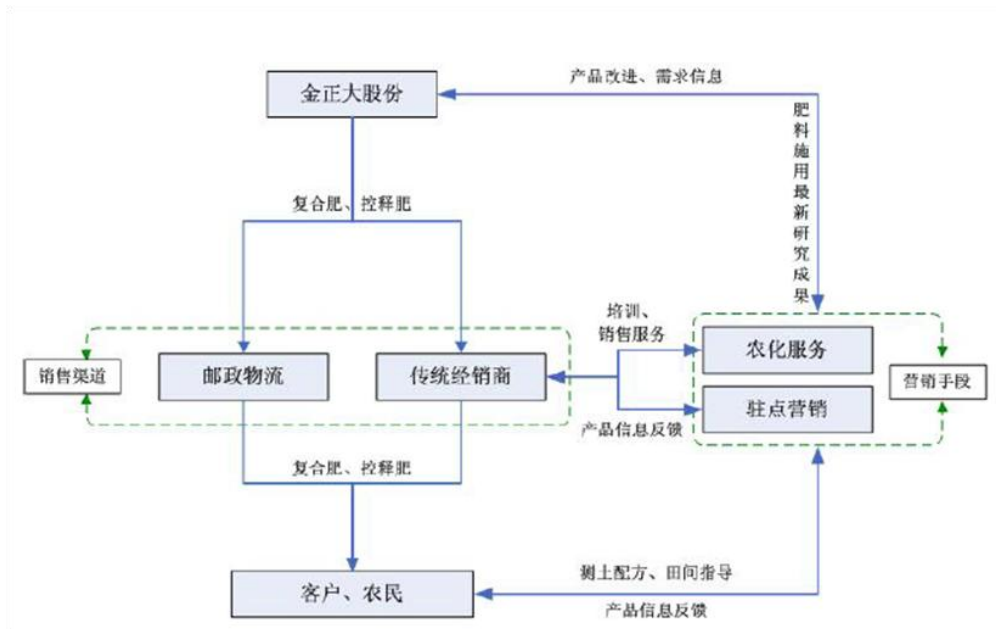 产品改进、需求信息
金正大股份
肥料施用最新研究成果
复合肥、控释肥
培训、
销售服务
销售渠道
邮政物流
传统经销商
农化服务
营销手段
驻点营销
产品信息反馈
复合肥、控释肥
客户、农民
测土配方、田间指导
产品信息反馈